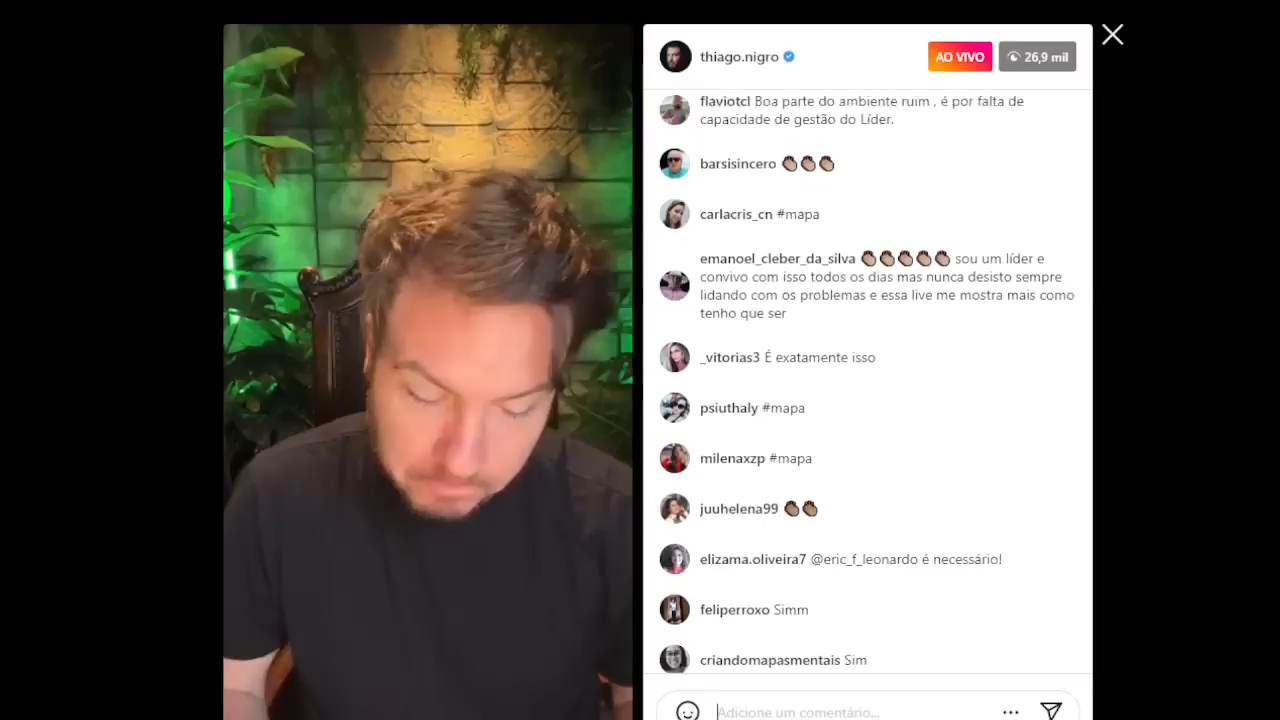 thiago.nigro
AO VIVO
26,9 mil
flaviotcl Boa parte do ambiente ruim , é por falta de
capacidade de gestão do Líder.
barsisincero 👏🏼👏🏼👏🏼
carlacris_cn #mapa
emanoel_cleber_da_silva 👏🏼👏🏼👏🏼👏🏼👏🏼 sou um líder e
convivo com isso todos os dias mas nunca desisto sempre
lidando com os problemas e essa live me mostra mais como
tenho que ser
_vitorias3 É exatamente isso
psiuthaly #mapa
milenaxzp #mapa
juuhelena99 👏🏽👏🏽
elizama.oliveira7 @eric_f_leonardo é necessário!
feliperroxo Simm
criandomapasmentais Sim
Adicione um comentário...